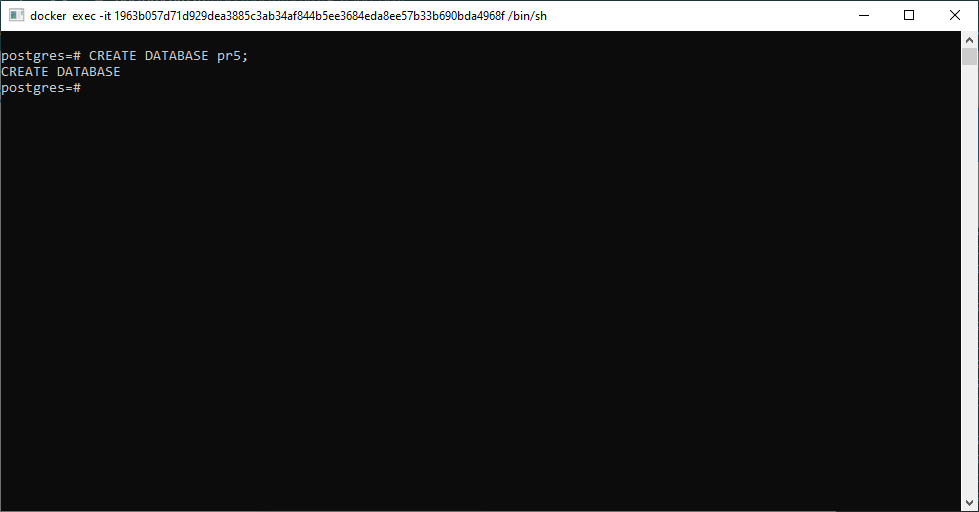 docker exec -it 1963b057d71d929dea3885c3ab34af844b5ee3684eda8ee57b33b690bda4968f /bin/sh
postgres=# CREATE DATABASE pr5;
CREATE DATABASE
postgres=#